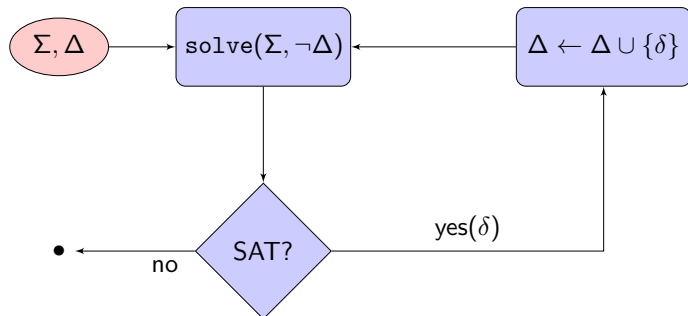 Σ, Δ
solve(Σ, ¬Δ)
Δ ← Δ ∪ {δ}
SAT?
yes(δ)
no